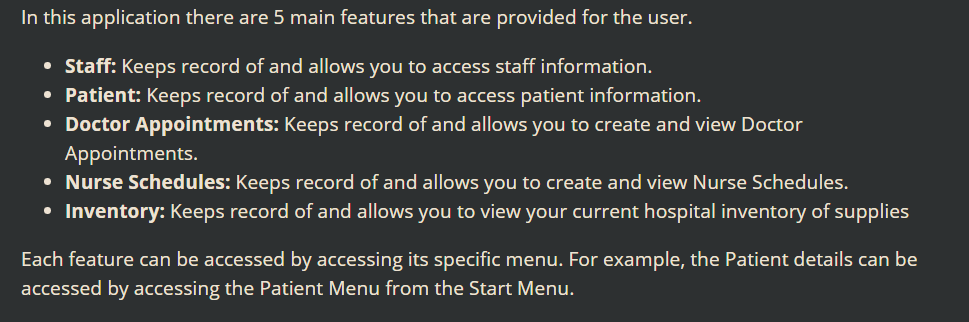 In this application there are 5 main features that are provided for the user.
• Staff: Keeps record of and allows you to access staff information.
• Patient: Keeps record of and allows you to access patient information.
• Doctor Appointments: Keeps record of and allows you to create and view Doctor
Appointments.
• Nurse Schedules: Keeps record of and allows you to create and view Nurse Schedules.
• Inventory: Keeps record of and allows you to view your current hospital inventory of supplies
Each feature can be accessed by accessing its specific menu. For example, the Patient details can be
accessed by accessing the Patient Menu from the Start Menu.